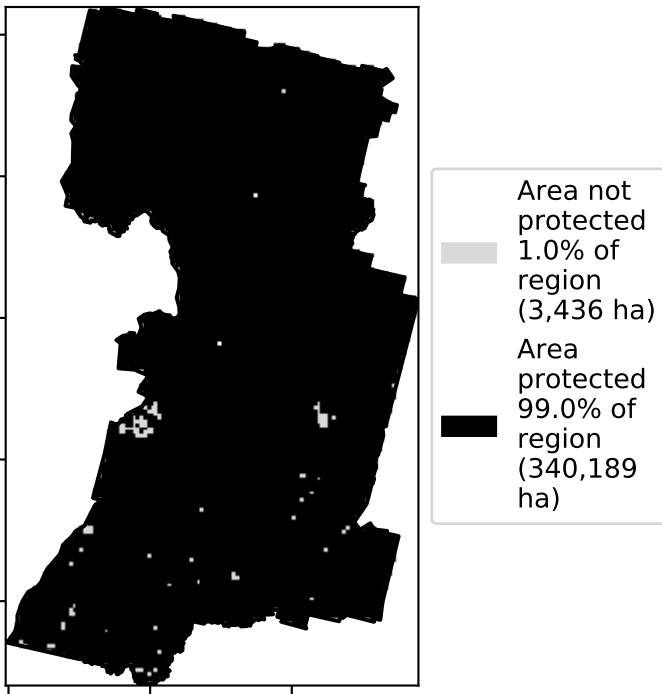 Area not
protected
1.0% of
region
(3,436 ha)
Area
protected
99.0% of
region
(340,189
ha)